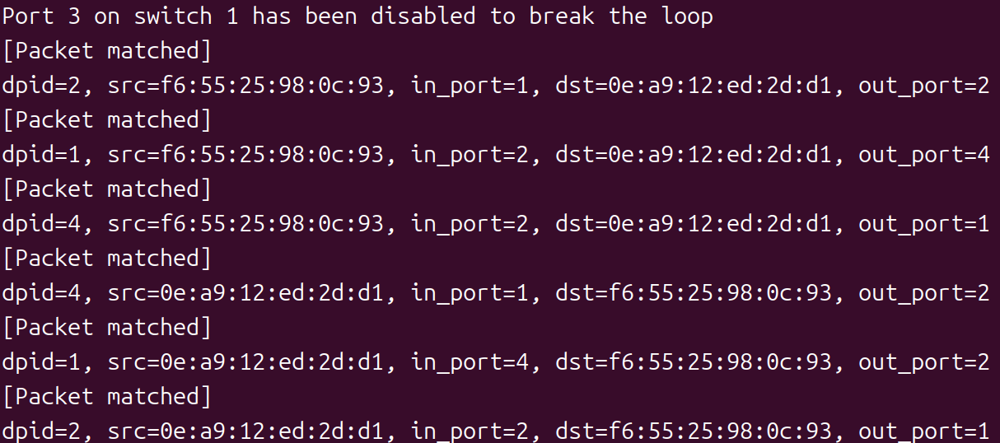 Port 3 on switch 1 has been disabled to break the loop
[Packet matched]
dpid=2, src=f6:55:25:98:0c:93, in_port=1, dst=0e:a9:12:ed:2d:d1, out_port=2
[Packet matched]
dpid=1, src=f6:55:25:98:0c:93, in_port=2, dst=0e:a9:12:ed:2d:d1, out_port=4
[Packet matched]
dpid=4, src=f6:55:25:98:0c:93, in_port=2, dst=0e:a9:12:ed:2d:d1, out_port=1
[Packet matched]
dpid=4, src=0e:a9:12:ed:2d:d1, in_port=1, dst=f6:55:25:98:0c:93, out_port=2
[Packet matched]
dpid=1, src=0e:a9:12:ed:2d:d1, in_port=4, dst=f6:55:25:98:0c:93, out_port=2
[Packet matched]
dpid=2, src=0e:a9:12:ed:2d:d1, in_port=2, dst=f6:55:25:98:0c:93, out_port=1